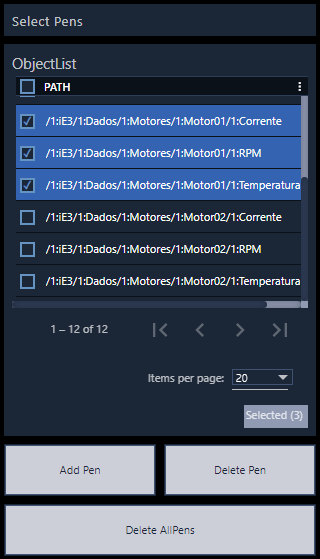 Select Pens
ObjectList
PATH
/1:iE3/1:Dados/1:Motores/1:Motor01/1:Corrente
/1:iE3/1:Dados/1:Motores/1:Motor01/1:RPM
/1:iE3/1:Dados/1:Motores/1:Motor01/1:Temperatura
/1:iE3/1:Dados/1:Motores/1:Motor02/1:Corrente
/1:iE3/1:Dados/1:Motores/1:Motor02/1:RPM
/1:iE3/1:Dados/1:Motores/1:Motor02/1:Temperatura
1 – 12 of 12
Items per page: 20
Selected (3)
Add Pen Delete Pen
Delete AllPens